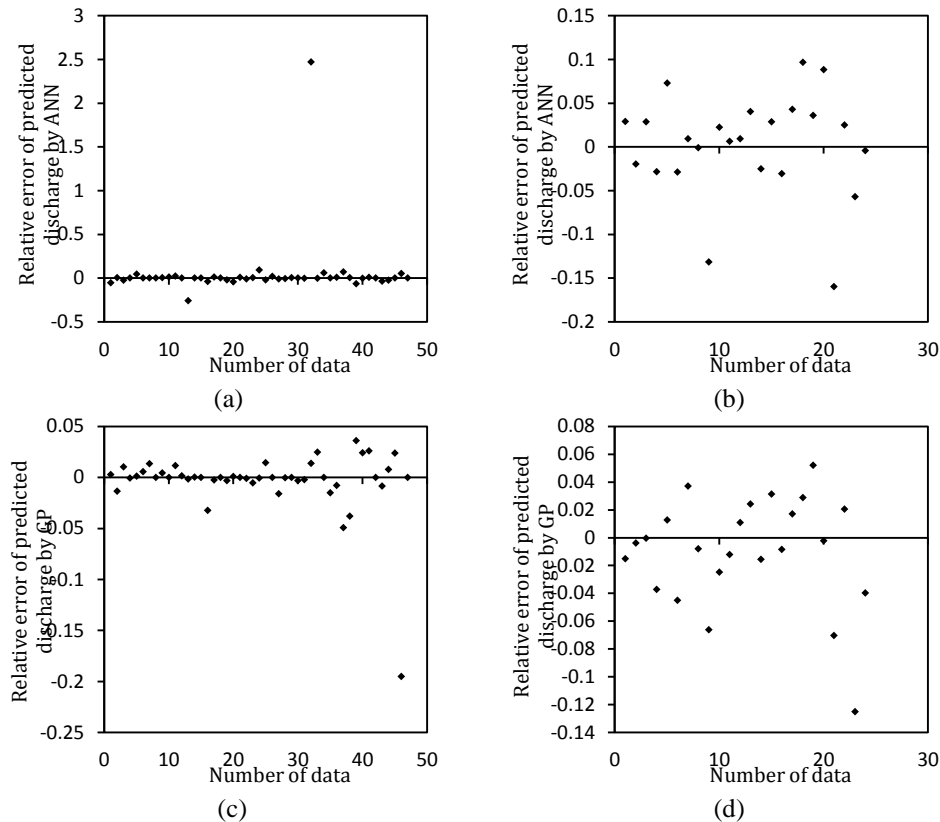 Relative error of predicted
discharge by ANN
3
2.5
2
1.5
1
0.5
0
-0.5
0 10 20 30 40 50
Number of data
(a)
Relative error of predicted
discharge by ANN
0.15
0.1
0.05
0
-0.05
-0.1
-0.15
-0.2
0 10 20 30
Number of data
(b)
Relative error of predicted
discharge by GP
0.05
0
0.05
-0.1
-0.15
-0.2
-0.25
0 10 20 30 40 50
Number of data
(c)
Relative error of predicted
discharge by GP
0.08
0.06
0.04
0.02
0
-0.02
-0.04
-0.06
-0.08
-0.1
-0.12
-0.14
0 10 20 30
Number of data
(d)